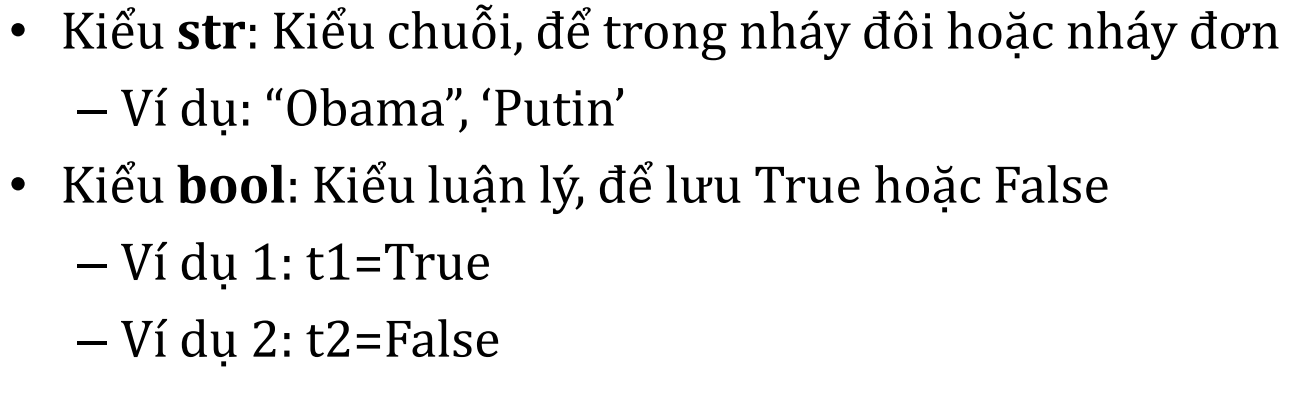 • Kiểu str: Kiểu chuỗi, để trong nháy đôi hoặc nháy đơn
– Ví dụ: “Obama”, ‘Putin’
• Kiểu bool: Kiểu luận lý, để lưu True hoặc False
– Ví dụ 1: t1=True
– Ví dụ 2: t2=False